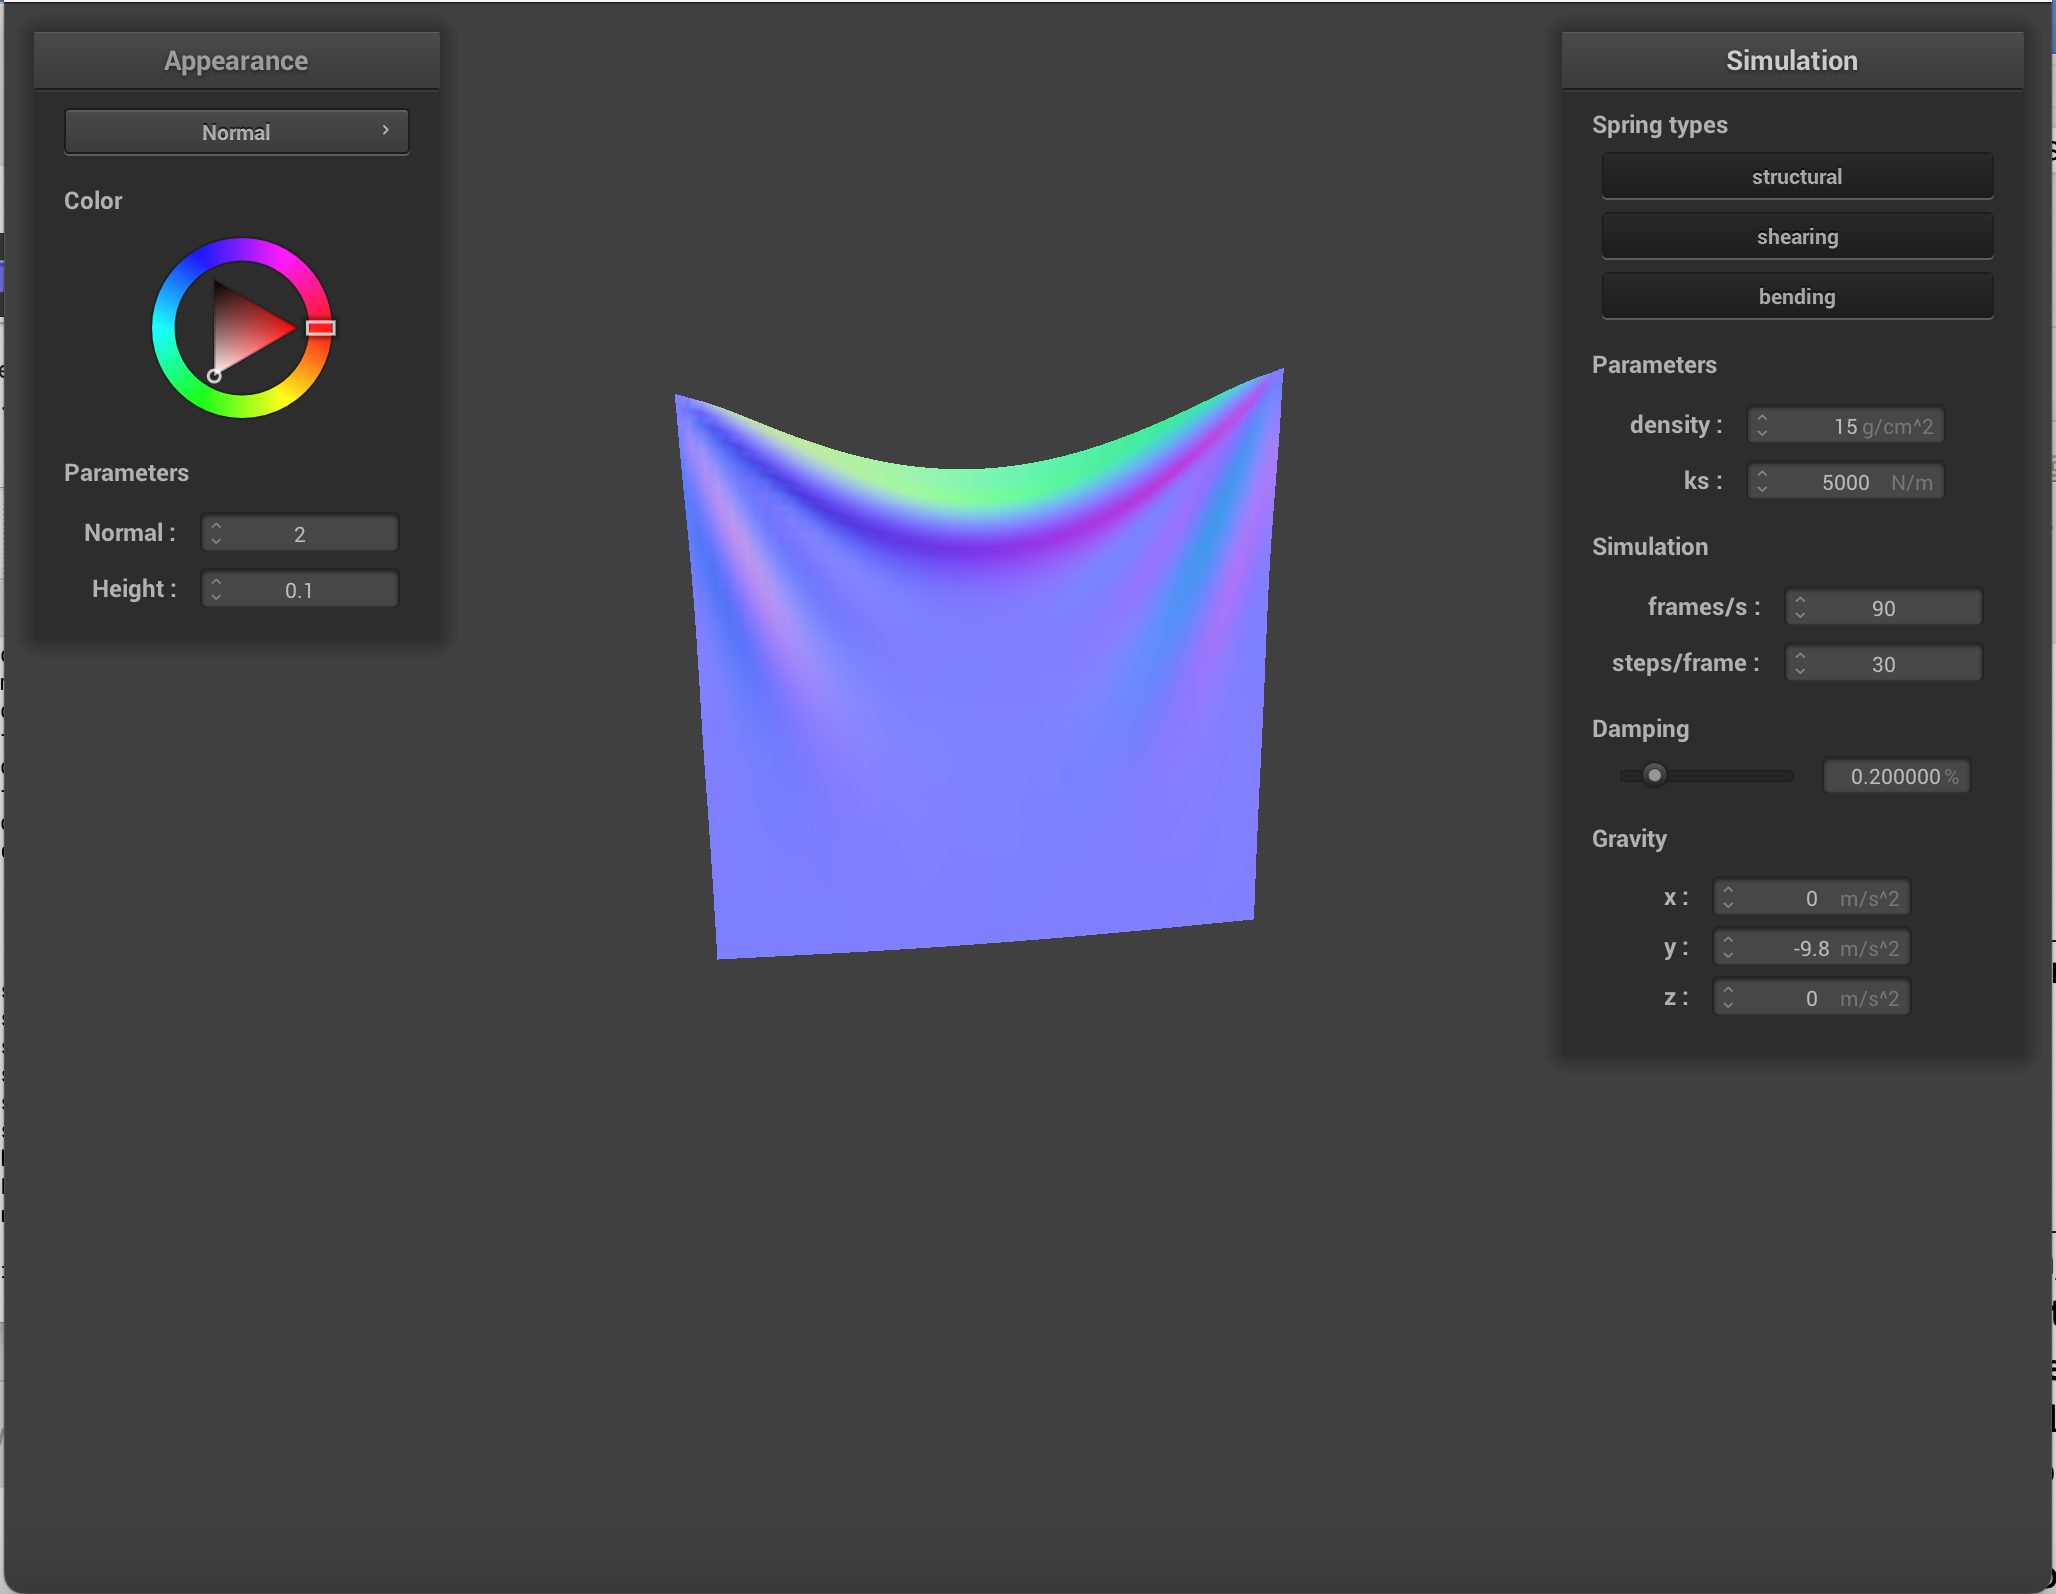 Appearance
Normal
Color
Parameters
Normal :
2
Height :
0.1
Simulation
Spring types
structural
shearing
bending
Parameters
density :
15 g/cm^2
ks :
5000 N/m
Simulation
frames/s :
90
steps/frame :
30
Damping
0.200000 %
Gravity
x :
0 m/s^2
y :
-9.8 m/s^2
z :
0 m/s^2